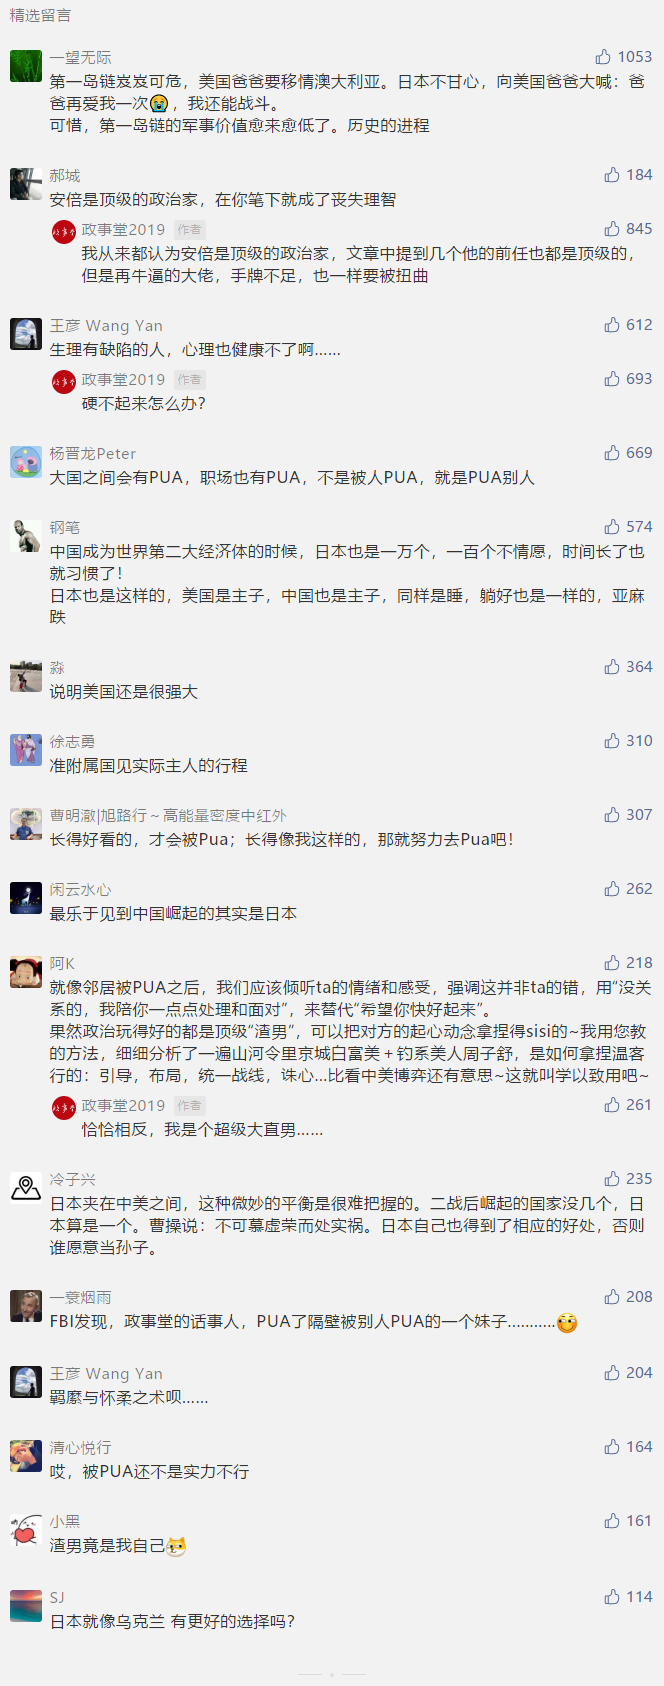 精选留言
一望无际 1053
第一岛链岌岌可危，美国爸爸要移情澳大利亚。日本不甘心，向美国爸爸大喊：爸
爸再爱我一次😭，我还能战斗。
可惜，第一岛链的军事价值愈来愈低了。历史的进程
郝城 184
安倍是顶级的政治家，在你笔下就成了丧失理智
政事堂2019 作者 845
我从来都认为安倍是顶级的政治家，文章中提到几个他的前任也都是顶级的，
但是再牛逼的大佬，手牌不足，也一样要被扭曲
王彦 Wang Yan 612
生理有缺陷的人，心理也健康不了啊……
政事堂2019 作者 693
硬不起来怎么办？
杨晋龙Peter 669
大国之间会有PUA，职场也有PUA，不是被人PUA，就是PUA别人
钢笔 574
中国成为世界第二大经济体的时候，日本也是一万个，一百个不情愿，时间长了也
就习惯了！
日本也是这样的，美国是主子，中国也是主子，同样是睡，躺好也是一样的，亚麻
跌
淼 364
说明美国还是很强大
徐志勇 310
准附属国见实际主人的行程
曹明澈|旭路行～高能量密度中红外 307
长得好看的，才会被Pua；长得像我这样的，那就努力去Pua吧！
闲云水心 262
最乐于见到中国崛起的其实是日本
阿K 218
就像邻居被PUA之后，我们应该倾听ta的情绪和感受，强调这并非ta的错，用“没关
系的，我陪你一点点处理和面对”，来替代“希望你快好起来”。
果然政治玩得好的都是顶级“渣男”，可以把对方的起心动念拿捏得sisi的~我用您教
的方法，细细分析了一遍山河令里京城白富美＋钓系美人周子舒，是如何拿捏温客
行的：引导，布局，统一战线，诛心...比看中美博弈还有意思~这就叫学以致用吧~
政事堂2019 作者 261
恰恰相反，我是个超级大直男……
冷子兴 235
日本夹在中美之间，这种微妙的平衡是很难把握的。二战后崛起的国家没几个，日
本算是一个。曹操说：不可慕虚荣而处实祸。日本自己也得到了相应的好处，否则
谁愿意当孙子。
一蓑烟雨 208
FBI发现，政事堂的话事人，PUA了隔壁被别人PUA的一个妹子………..
王彦 Wang Yan 204
羁縻与怀柔之术呗……
清心悦行 164
哎，被PUA还不是实力不行
小黑 161
渣男竟是我自己
SJ 114
日本就像乌克兰 有更好的选择吗？